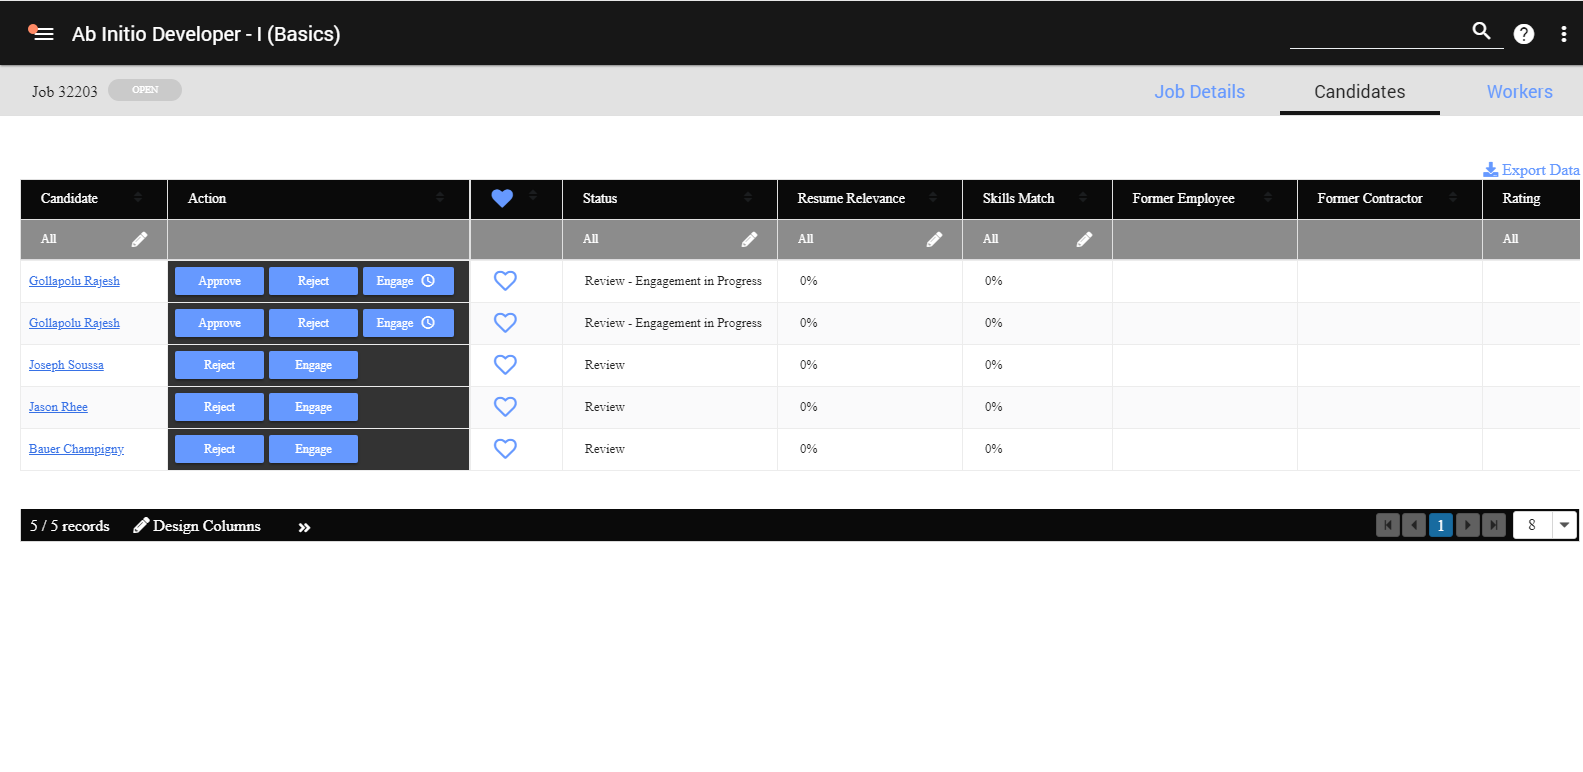 Ab Initio Developer - I (Basics)
?
Job 32203 OPEN Job Details Candidates Workers
Export Data
Candidate Action Status Resume Relevance Skills Match Former Employee Former Contractor Rating
All All All All All
Gollapolu Rajesh Approve Reject Engage Review - Engagement in Progress 0% 0%
Gollapolu Rajesh Approve Reject Engage Review - Engagement in Progress 0% 0%
Joseph Soussa Reject Engage Review 0% 0%
Jason Rhee Reject Engage Review 0% 0%
Bauer Champigny Reject Engage Review 0% 0%
5 / 5 records Design Columns » 1 8